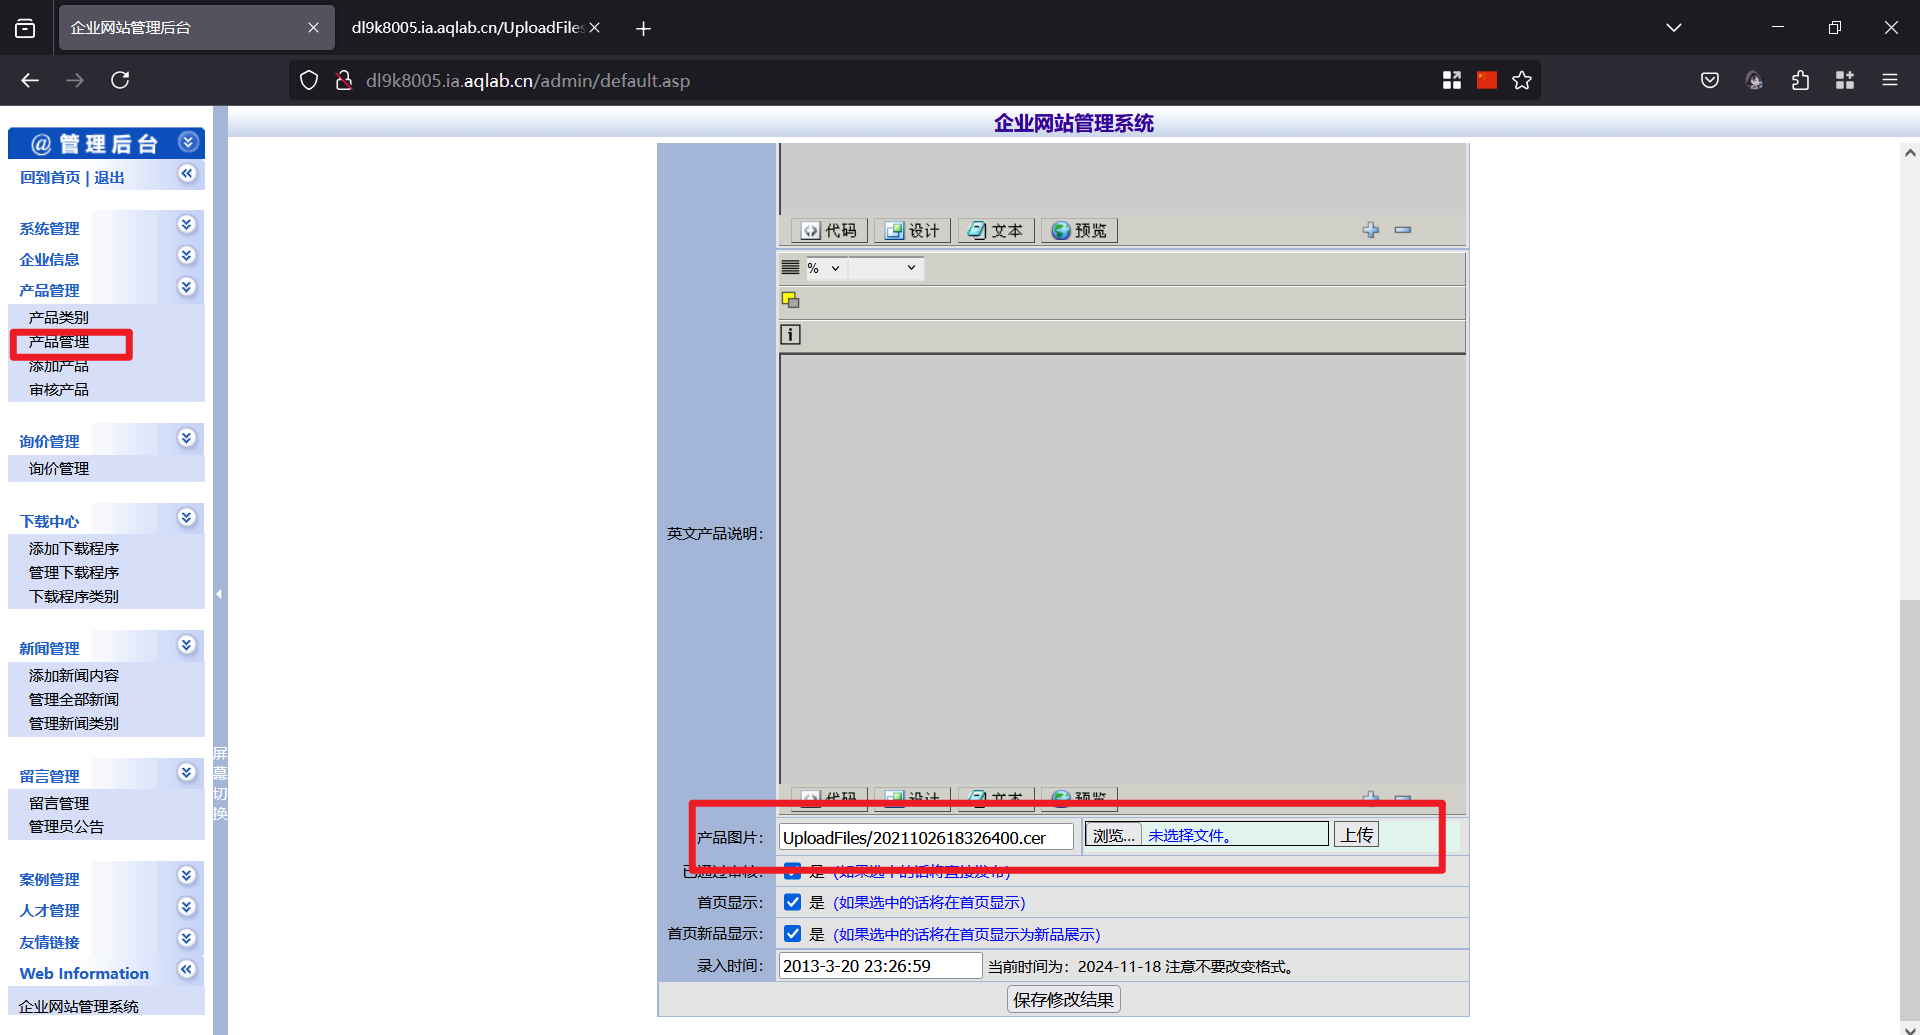 企业网站管理后台
dl9k8005.ia.aqlab.cn/UploadFiles
dl9k8005.ia.aqlab.cn/admin/default.asp
企业网站管理系统
@ 管理后台
回到首页 | 退出
系统管理
企业信息
产品管理
产品类别
产品管理
添加产品
审核产品
询价管理
询价管理
下载中心
添加下载程序
管理下载程序
下载程序类别
新闻管理
添加新闻内容
管理全部新闻
管理新闻类别
留言管理
留言管理
管理员公告
案例管理
人才管理
友情链接
Web Information
企业网站管理系统
屏
幕
切
换
代码 设计 文本 预览
%
英文产品说明：
代码 设计 文本 预览
产品图片： UploadFiles/2021102618326400.cer 浏览... 未选择文件。 上传
已通过审核： 是 (如果选中的话将直接发布)
首页显示： 是 (如果选中的话将在首页显示)
首页新品显示： 是 (如果选中的话将在首页显示为新品展示)
录入时间： 2013-3-20 23:26:59 当前时间为：2024-11-18 注意不要改变格式。
保存修改结果